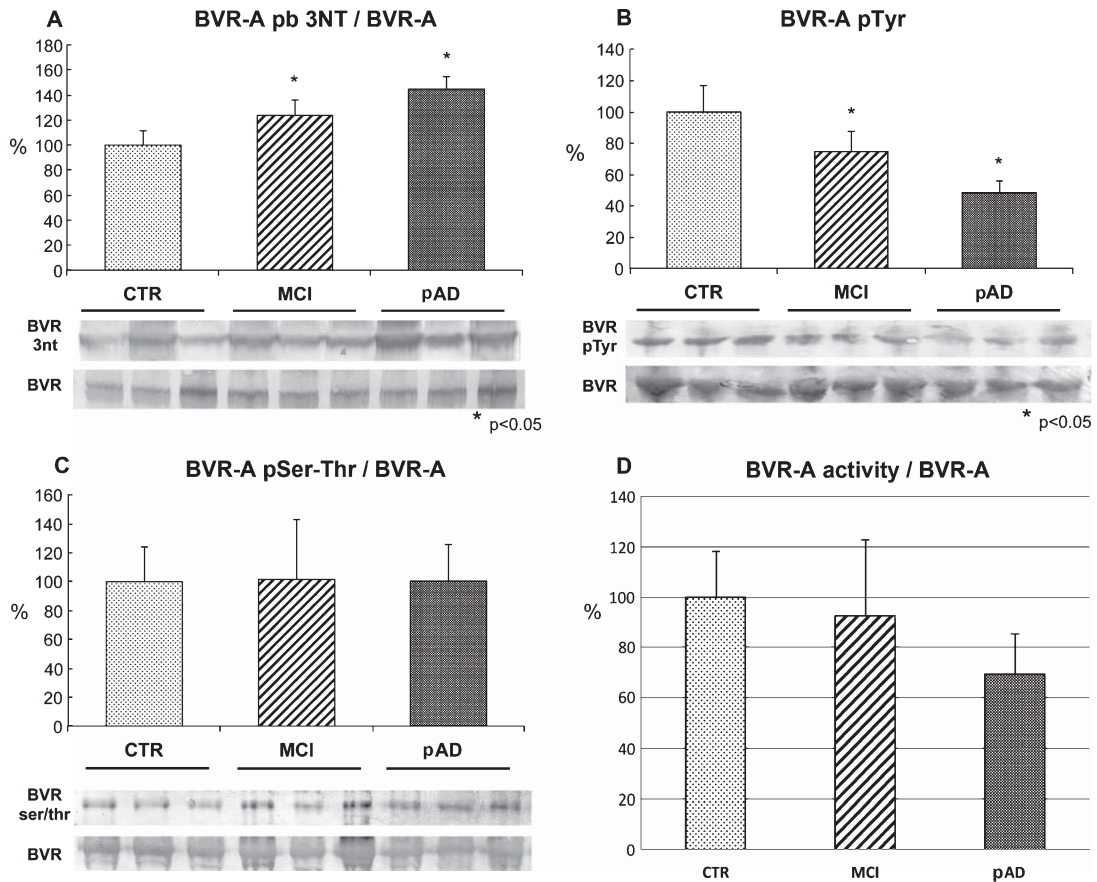 A
BVR-A pb 3NT / BVR-A
180
160
140
120
100
80
60
40
20
0
%
*
*
CTR MCI pAD
BVR
3nt
BVR
* p<0.05
B
BVR-A pTyr
140
120
100
80
60
40
20
0
%
*
*
CTR MCI pAD
BVR
pTyr
BVR
* p<0.05
C
BVR-A pSer-Thr / BVR-A
160
140
120
100
80
60
40
20
0
%
CTR MCI pAD
BVR
ser/thr
BVR
D
BVR-A activity / BVR-A
140
120
100
80
60
40
20
0
%
CTR MCI pAD